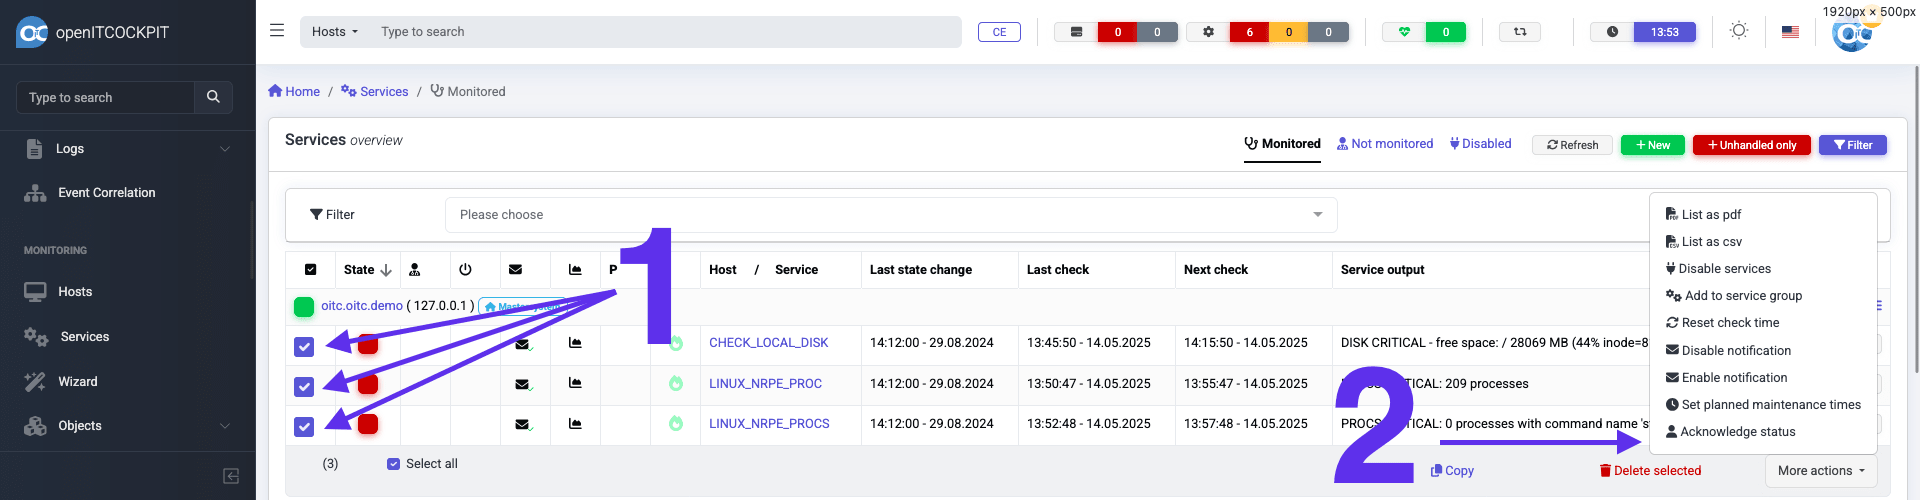 openITCOCKPIT
Hosts
Type to search
CE
0
0
6
0
0
0
13:53
1920px × 500px
Type to search
Logs
Event Correlation
MONITORING
Hosts
Services
Wizard
Objects
Home / Services / Monitored
Services overview
Monitored
Not monitored
Disabled
Refresh
+ New
+ Unhandled only
Filter
Filter
Please choose
State
P
Host / Service
Last state change
Last check
Next check
Service output
oitc.oitc.demo ( 127.0.0.1 )
1
CHECK_LOCAL_DISK 14:12:00 - 29.08.2024 13:45:50 - 14.05.2025 14:15:50 - 14.05.2025 DISK CRITICAL - free space: / 28069 MB (44% inode=8
LINUX_NRPE_PROC 14:12:00 - 29.08.2024 13:50:47 - 14.05.2025 13:55:47 - 14.05.2025 TICAL: 209 processes
LINUX_NRPE_PROCS 14:12:00 - 29.08.2024 13:52:48 - 14.05.2025 13:57:48 - 14.05.2025 PROCS TICAL: 0 processes with command name 's
2
(3)
Select all
Copy
Delete selected
More actions
List as pdf
List as csv
Disable services
Add to service group
Reset check time
Disable notification
Enable notification
Set planned maintenance times
Acknowledge status